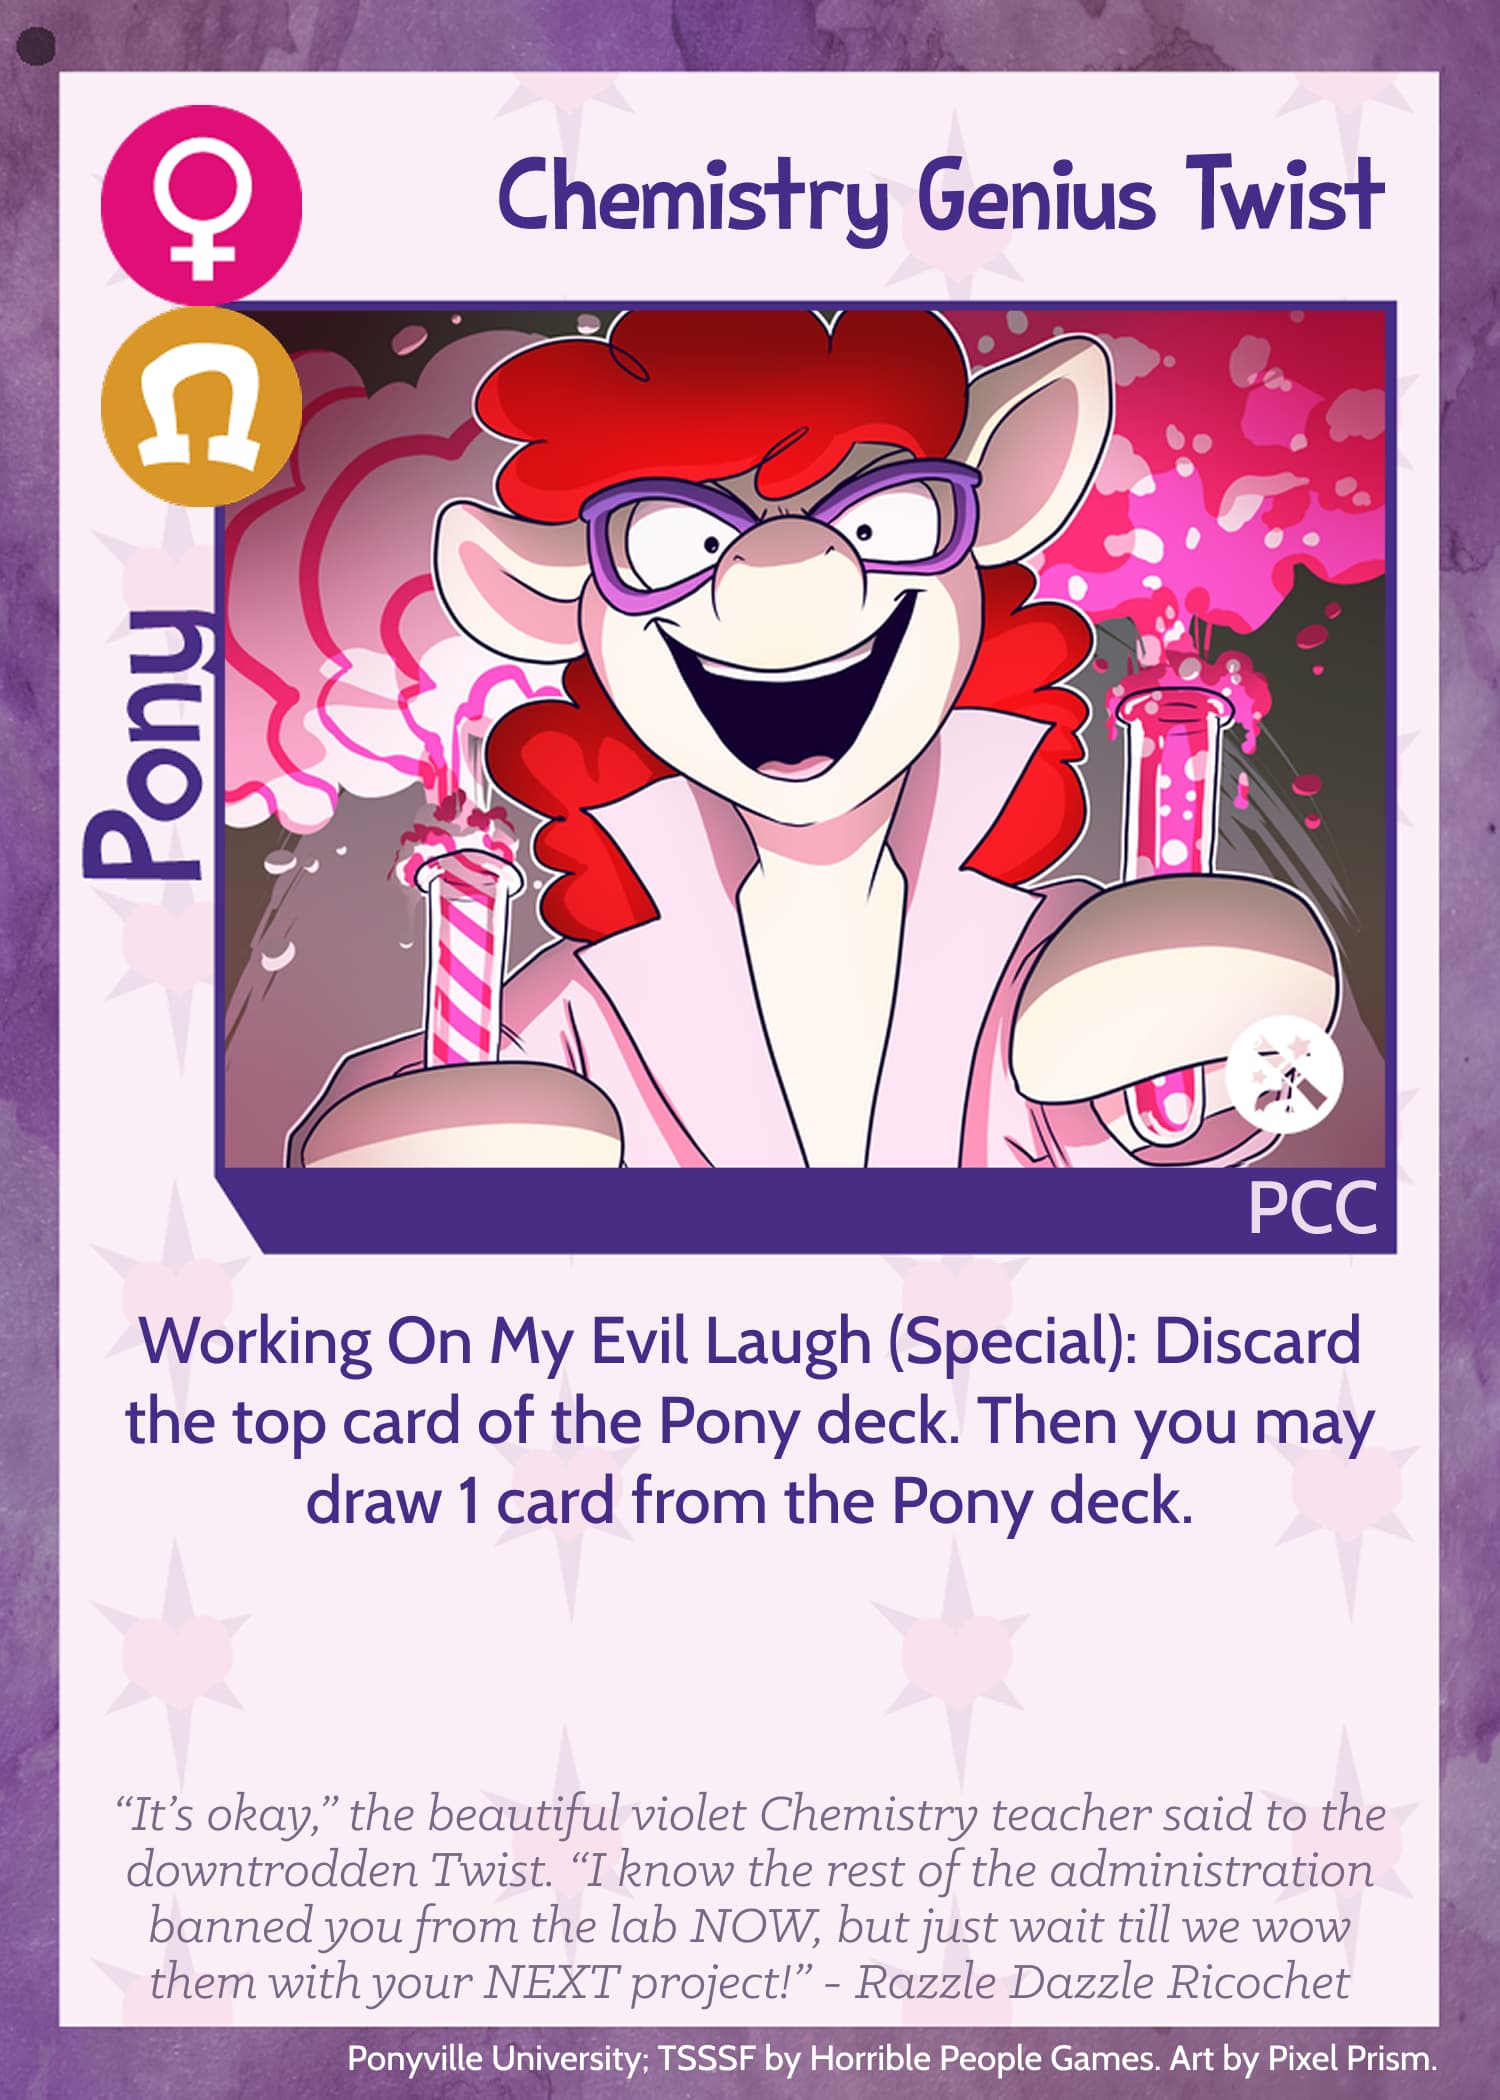 Chemistry Genius Twist
Pony
PCC
Working On My Evil Laugh (Special): Discard
the top card of the Pony deck. Then you may
draw 1 card from the Pony deck.
“It’s okay,” the beautiful violet Chemistry teacher said to the
downtrodden Twist. “I know the rest of the administration
banned you from the lab NOW, but just wait till we wow
them with your NEXT project!” - Razzle Dazzle Ricochet
Ponyville University; TSSSF by Horrible People Games. Art by Pixel Prism.